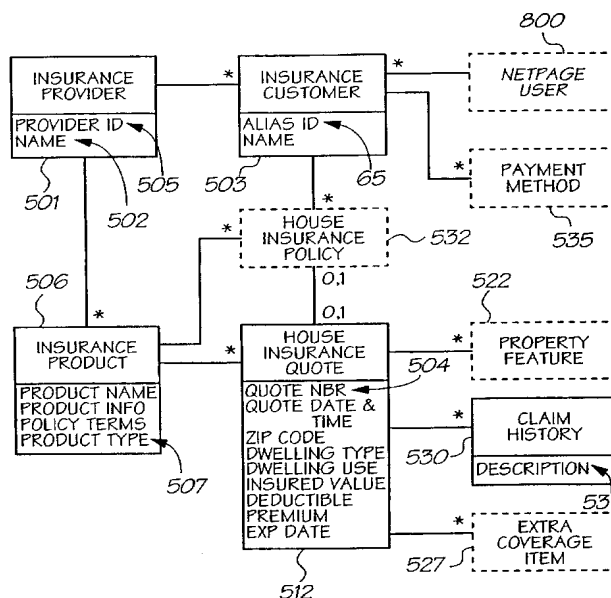 800
INSURANCE
PROVIDER
PROVIDER ID
NAME
501
502
505
*
INSURANCE
CUSTOMER
ALIAS ID
NAME
503
65
*
NETPAGE
USER
*
PAYMENT
METHOD
535
*
*
HOUSE
INSURANCE
POLICY
532
0,1
0,1
506
*
INSURANCE
PRODUCT
PRODUCT NAME
PRODUCT INFO
POLICY TERMS
PRODUCT TYPE
507
*
HOUSE
INSURANCE
QUOTE
504
QUOTE NBR
QUOTE DATE &
TIME
ZIP CODE
DWELLING TYPE
DWELLING USE
INSURED VALUE
DEDUCTIBLE
PREMIUM
EXP DATE
512
522
*
PROPERTY
FEATURE
*
530
CLAIM
HISTORY
DESCRIPTION
53
*
527
EXTRA
COVERAGE
ITEM